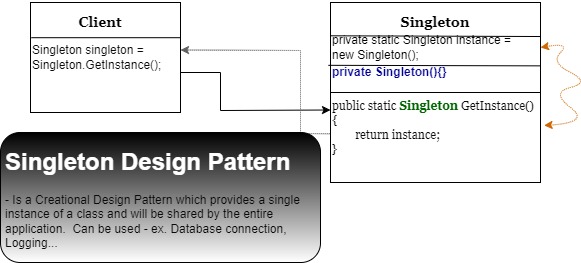 Client
Singleton singleton =
Singleton.GetInstance();
Singleton
private static Singleton instance =
new Singleton();
private Singleton(){}
public static Singleton GetInstance()
{
return instance;
}
Singleton Design Pattern
- Is a Creational Design Pattern which provides a single
instance of a class and will be shared by the entire
application.  Can be used - ex. Database connection,
Logging...